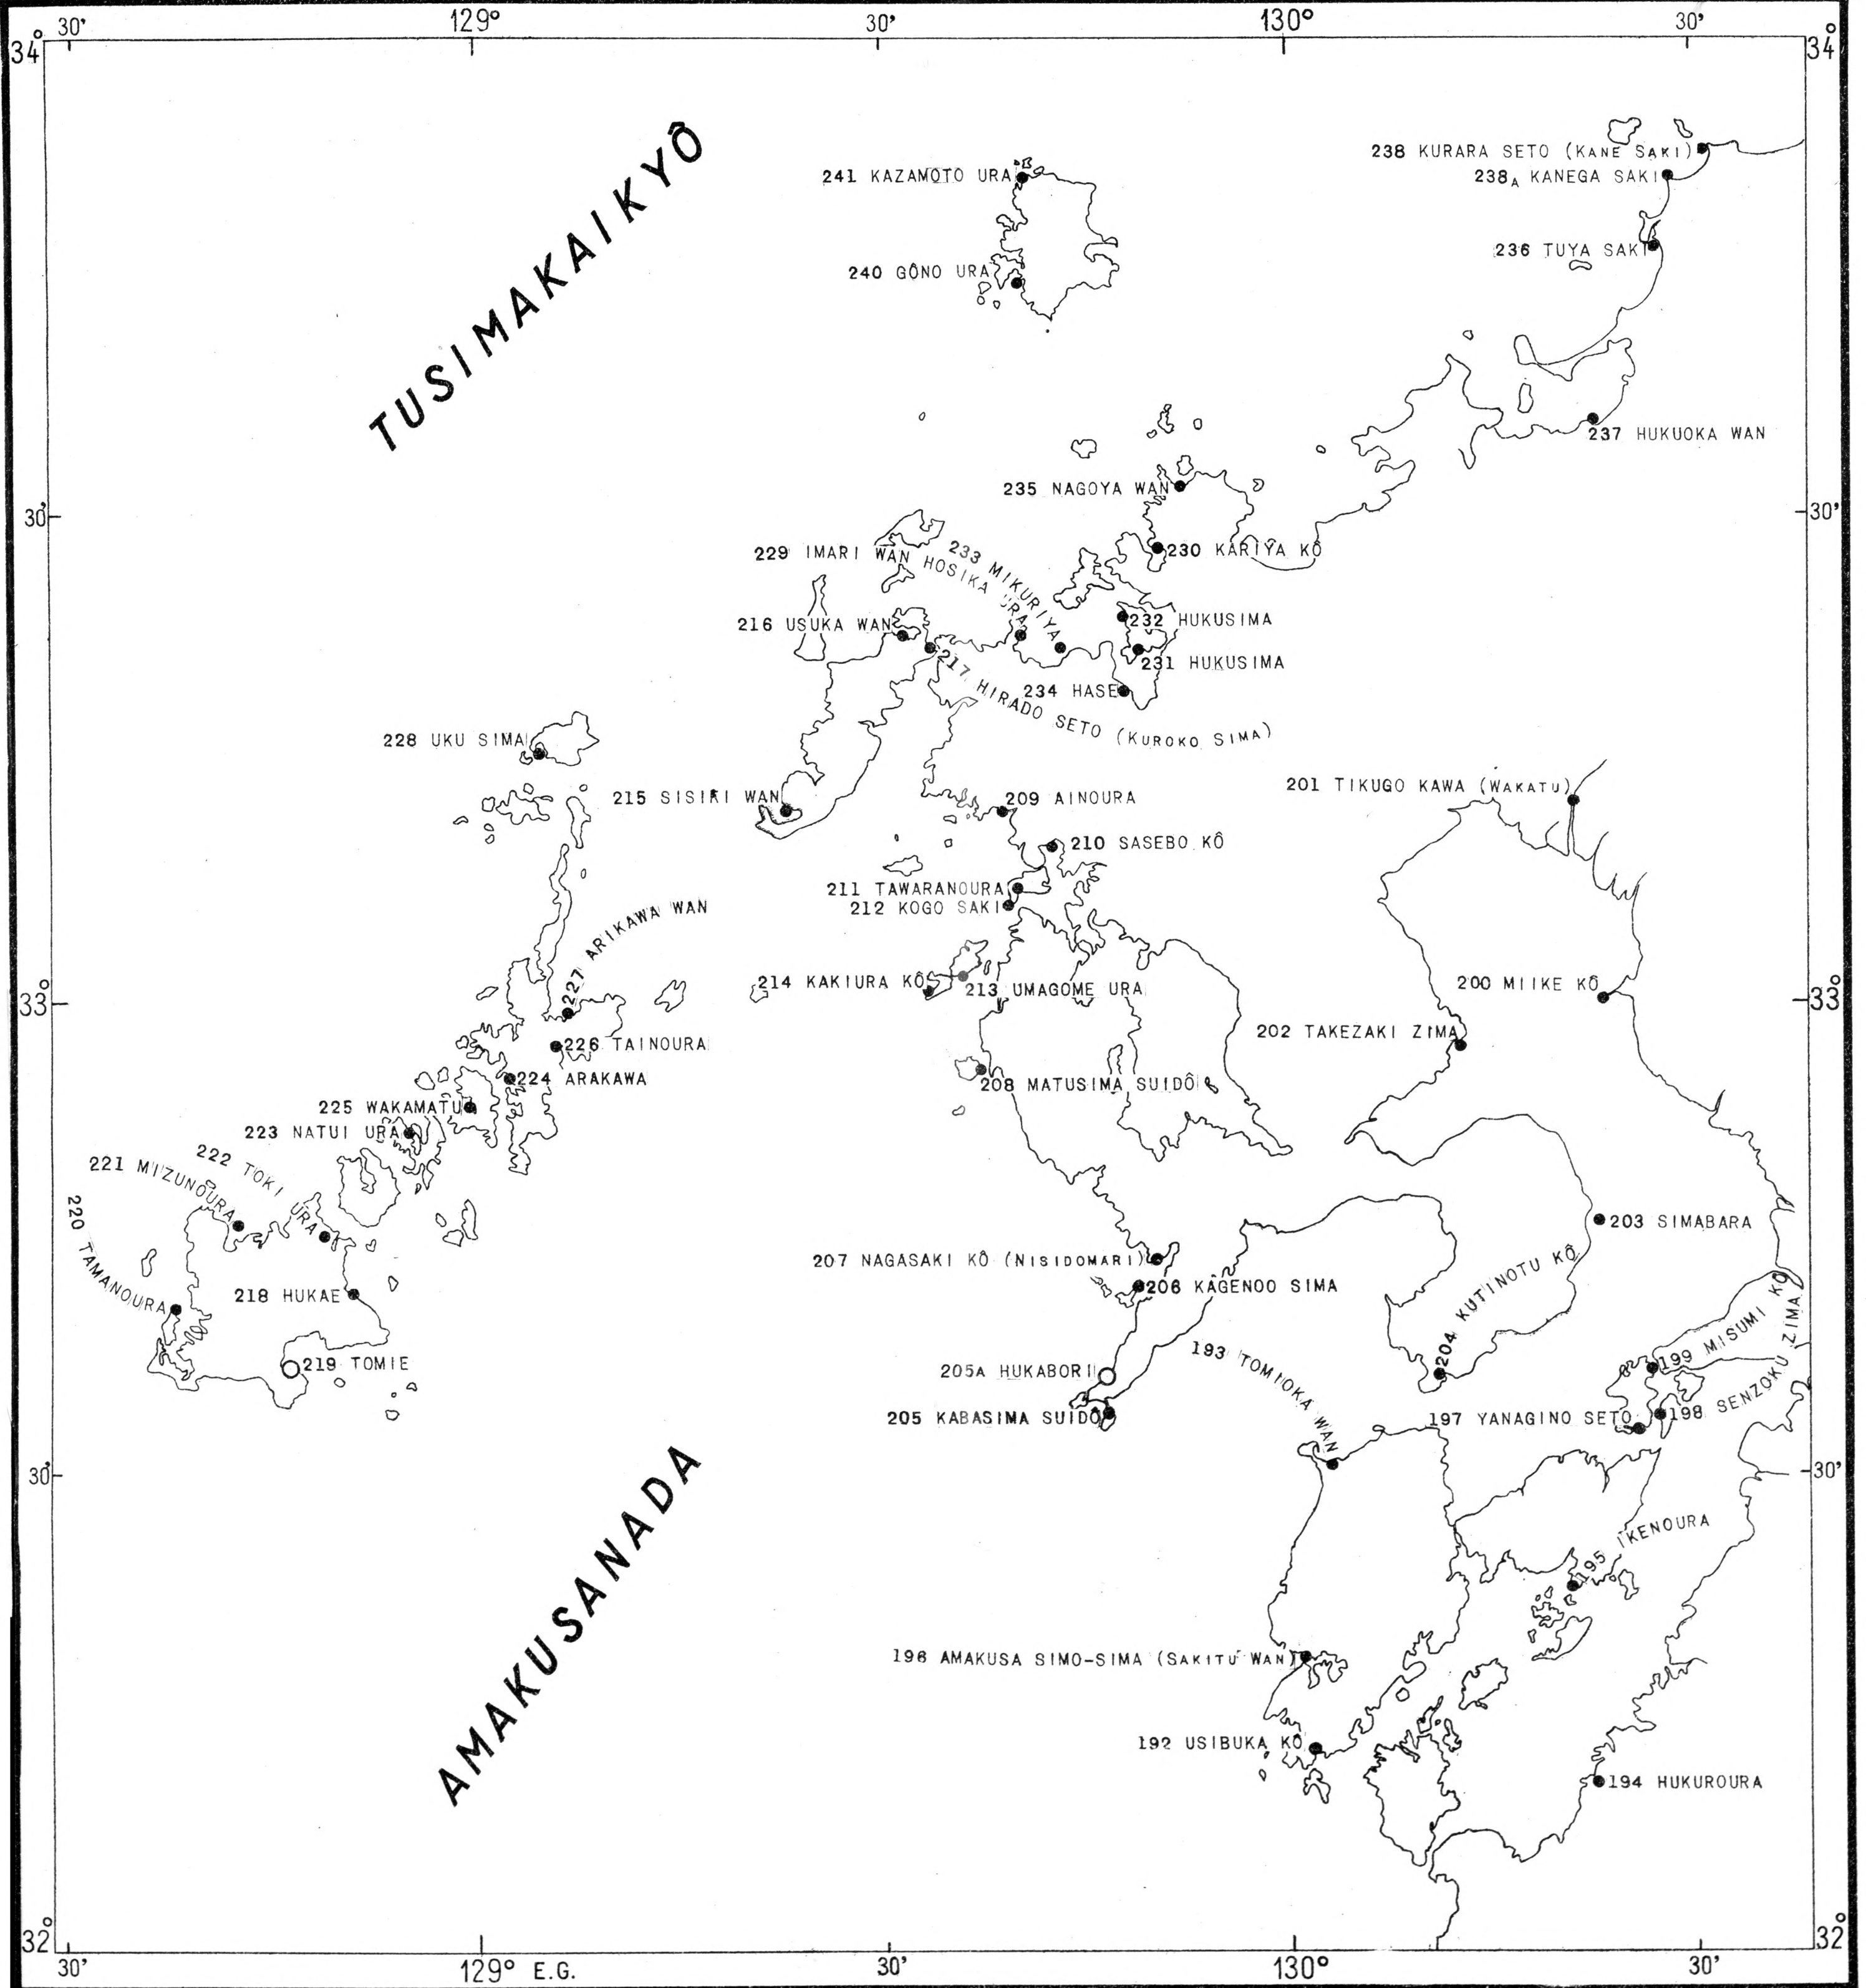 30' 129° 30' 130° 30'
34° 34°
TUSIMAKAIKYÔ
238 KURARA SETO (KANE SAKI)
241 KAZAMOTO URA
238A KANEGA SAKI
236 TUYA SAKI
240 GÔNO URA
237 HUKUOKA WAN
235 NAGOYA WAN
30' 30'
229 IMARI WAN HOSIKA URA
233 MIKURIYA
230 KARIYA KÔ
216 USUKA WAN
232 HUKUSIMA
231 HUKUSIMA
217 HIRADO SETO (KUROKO SIMA)
234 HASE
228 UKU SIMA
215 SISIKI WAN
209 AINOURA
201 TIKUGO KAWA (WAKATU)
210 SASEBO KÔ
211 TAWARANOURA
212 KOGO SAKI
227 ARIKAWA WAN
214 KAKIURA KÔ
213 UMAGOME URA
200 MIIKE KÔ
33° 33°
202 TAKEZAKI ZIMA
226 TAINOURA
224 ARAKAWA
208 MATUSIMA SUIDÔ
225 WAKAMATU
223 NATUI URA
222 TOKI URA
221 MIZUNOURA
220 TAMANOURA
203 SIMABARA
207 NAGASAKI KÔ (NISIDOMARI)
206 KAGENOO SIMA
218 HUKAE
204 KUTINOTU KÔ
199 MISUMI KÔ
219 TOMIE
205A HUKABORI
193 TOMIOKA WAN
205 KABASIMA SUIDÔ
197 YANAGINO SETO
198 SENZOKU ZIMA
30' 30'
AMAKUSANADA
195 IKENOURA
196 AMAKUSA SIMO-SIMA (SAKITU WAN)
192 USIBUKA KÔ
194 HUKUROURA
32° 32°
30' 129° E.G. 30' 130° 30'